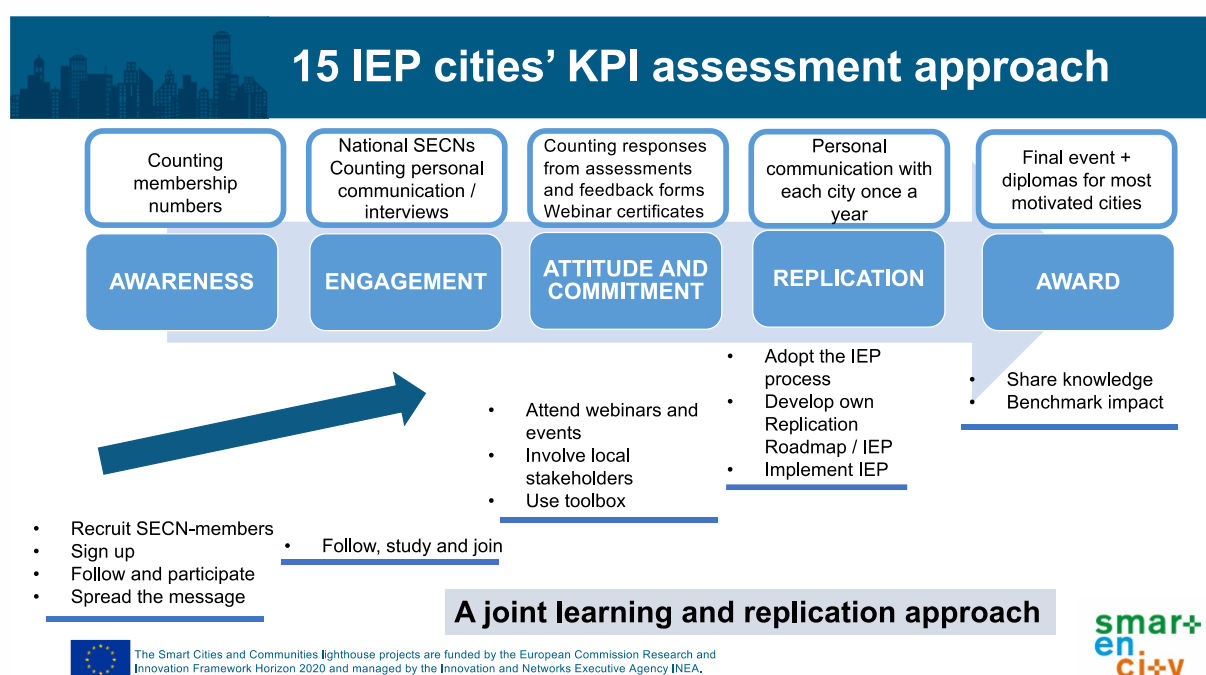 15 IEP cities’ KPI assessment approach
Counting
membership
numbers
National SECNs
Counting personal
communication /
interviews
Counting responses
from assessments
and feedback forms
Webinar certificates
Personal
communication with
each city once a
year
Final event +
diplomas for most
motivated cities
AWARENESS
ENGAGEMENT
ATTITUDE AND
COMMITMENT
REPLICATION
AWARD
• Recruit SECN-members
• Sign up
• Follow and participate
• Spread the message
• Follow, study and join
• Attend webinars and
events
• Involve local
stakeholders
• Use toolbox
• Adopt the IEP
process
• Develop own
Replication
Roadmap / IEP
• Implement IEP
• Share knowledge
• Benchmark impact
A joint learning and replication approach
The Smart Cities and Communities lighthouse projects are funded by the European Commission Research and
Innovation Framework Horizon 2020 and managed by the Innovation and Networks Executive Agency INEA.
smart
en
city